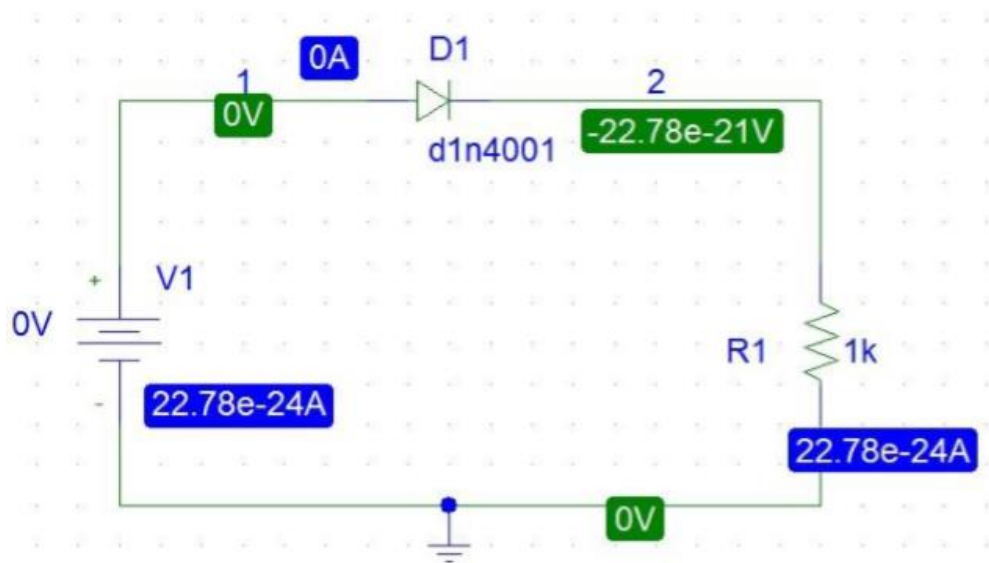 0A
D1
1
2
0V
-22.78e-21V
d1n4001
+
V1
0V
R1
1k
-
22.78e-24A
22.78e-24A
0V